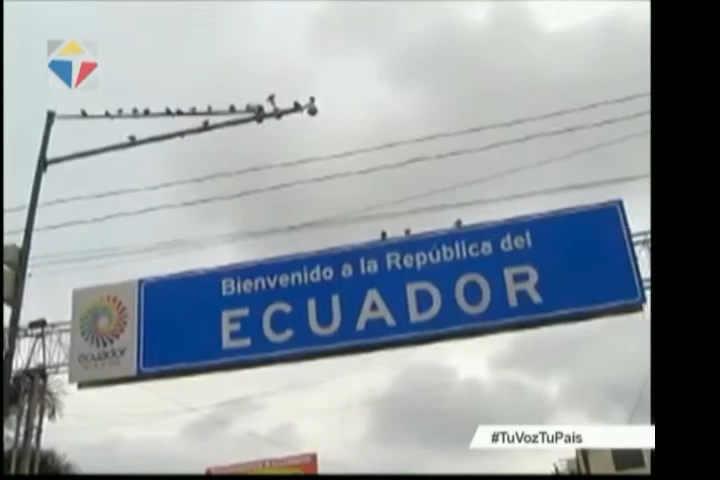 Bienvenido a la República del
ECUADOR
ecuador
#TuVozTuPaís